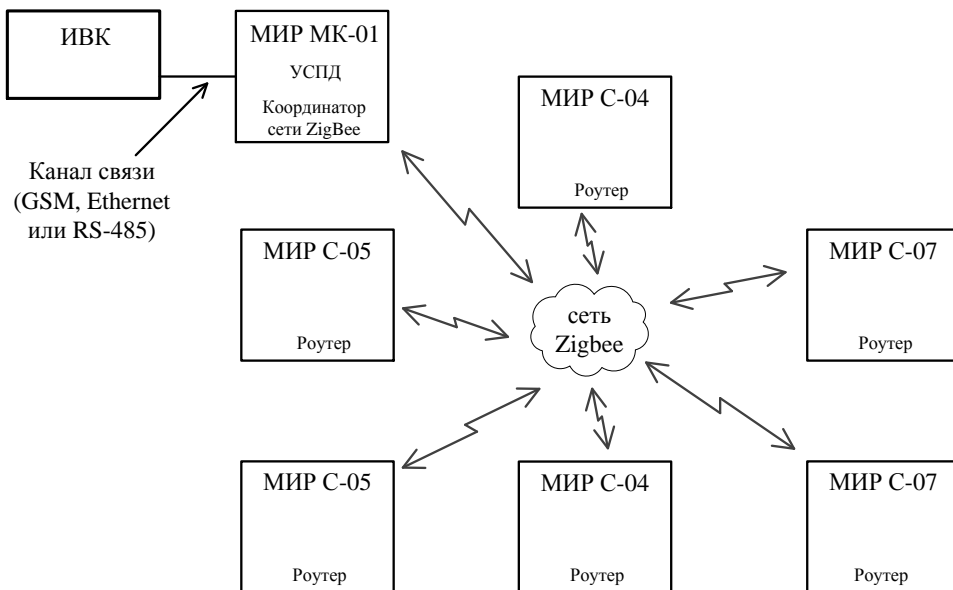 ИВК
МИР МК-01
УСПД
Координатор
сети ZigBee
МИР С-04
Роутер
Канал связи
(GSM, Ethernet
или RS-485)
МИР С-05
Роутер
МИР С-07
Роутер
сеть
Zigbee
МИР С-05
Роутер
МИР С-04
Роутер
МИР С-07
Роутер